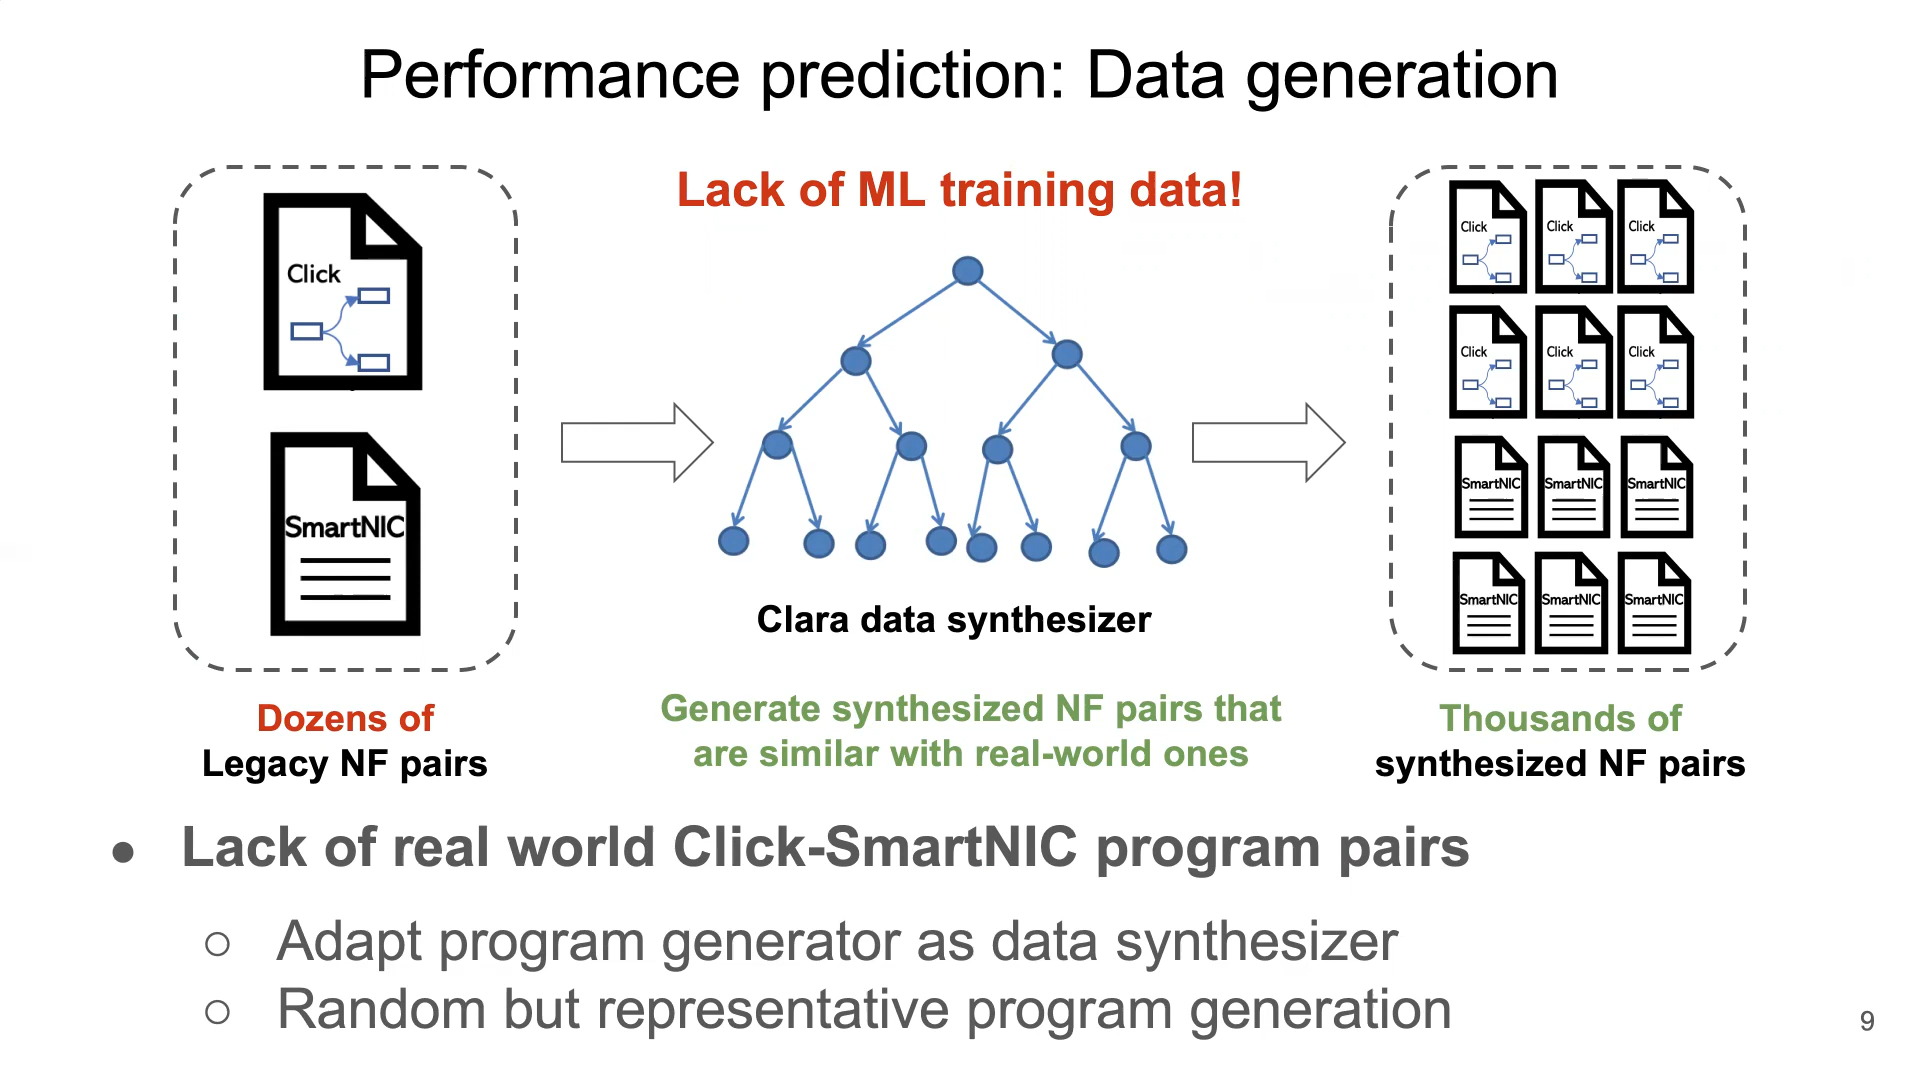 Performance prediction: Data generation
Lack of ML training data!
Click
SmartNIC
Dozens of
Legacy NF pairs
Clara data synthesizer
Generate synthesized NF pairs that
are similar with real-world ones
Click Click Click
Click Click Click
SmartNIC SmartNIC SmartNIC
SmartNIC SmartNIC SmartNIC
Thousands of
synthesized NF pairs
● Lack of real world Click-SmartNIC program pairs
○ Adapt program generator as data synthesizer
○ Random but representative program generation
9